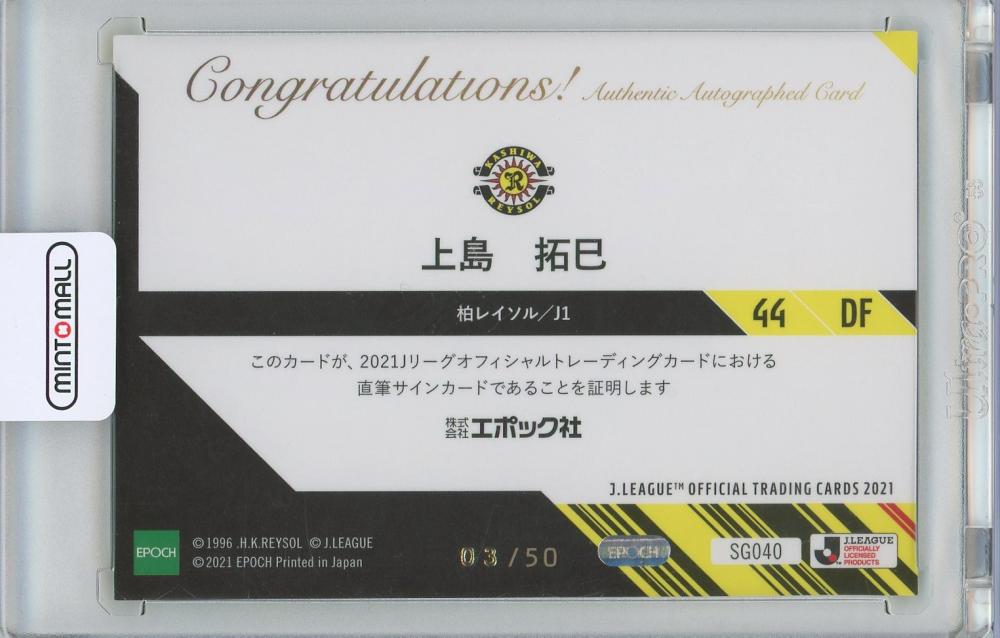 Congratulations! Authentic Autographed Card
KASHIWA
R
REYSOL
上島 拓巳
柏レイソル／J1
44 DF
このカードが、2021Jリーグオフィシャルトレーディングカードにおける
直筆サインカードであることを証明します
株式会社エポック社
J.LEAGUE™ OFFICIAL TRADING CARDS 2021
EPOCH
©1996 .H.K.REYSOL ©J.LEAGUE
©2021 EPOCH Printed in Japan
03/50
EPOCH
SG040
J.LEAGUE
OFFICIALLY
LICENSED
PRODUCTS
MINTOMALL